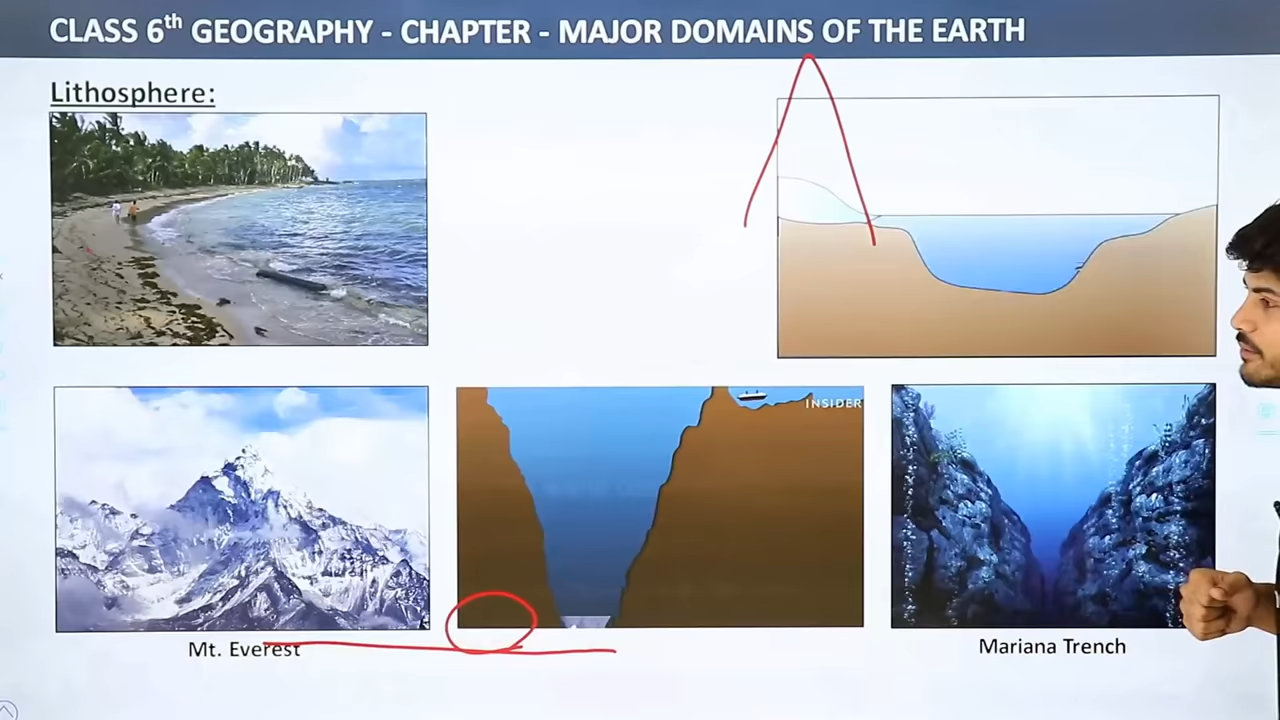 CLASS 6th GEOGRAPHY - CHAPTER - MAJOR DOMAINS OF THE EARTH
Lithosphere:
INSIDER
Mt. Everest
Mariana Trench